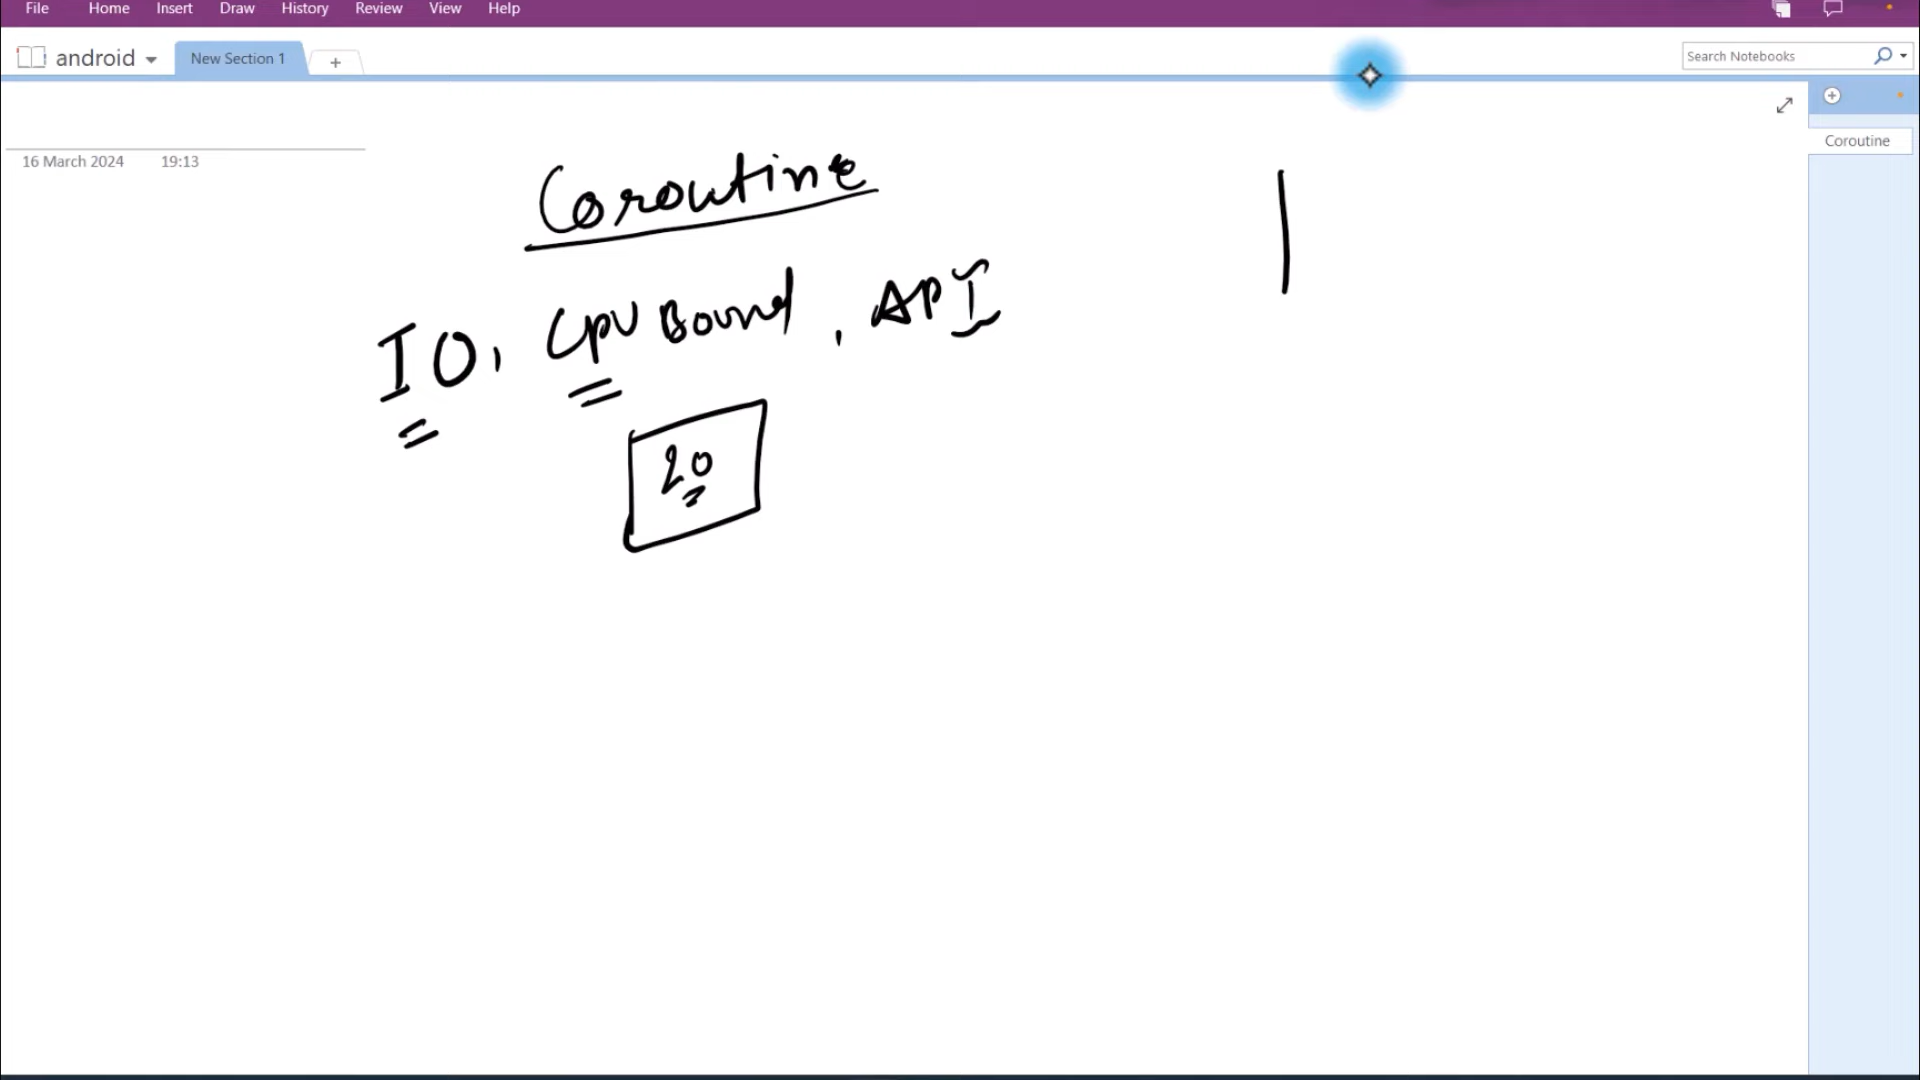 File Home Insert Draw History Review View Help
android New Section 1 + Search Notebooks
Coroutine
16 March 2024 19:13
Coroutine
IO, CPU Bound, API
20